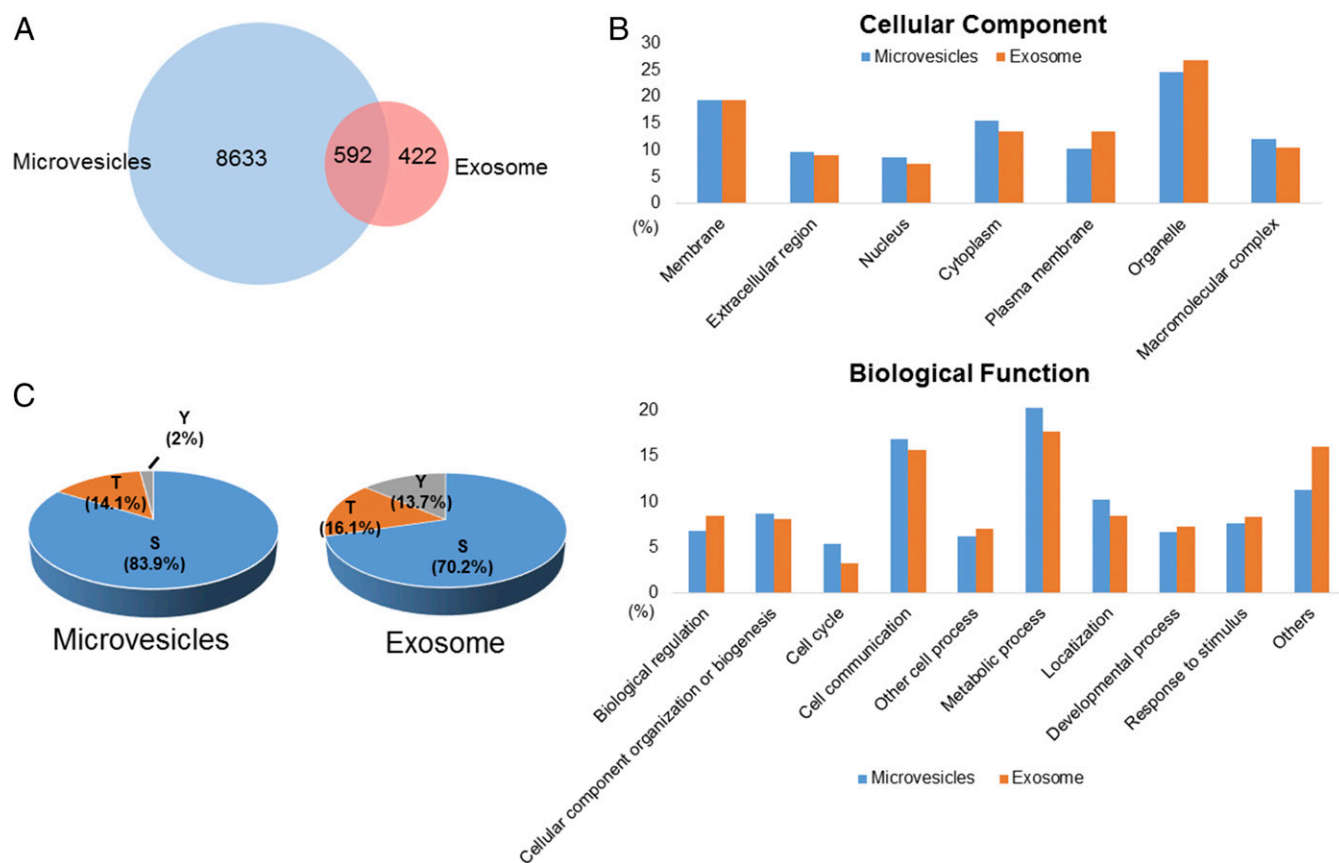 A
Microvesicles
8633
592
422
Exosome
B
Cellular Component
Microvesicles Exosome
30
25
20
15
10
5
0
(%)
Membrane
Extracellular region
Nucleus
Cytoplasm
Plasma membrane
Organelle
Macromolecular complex
C
Y
(2%)
T
(14.1%)
S
(83.9%)
Microvesicles
Y
(13.7%)
T
(16.1%)
S
(70.2%)
Exosome
Biological Function
20
15
10
5
0
(%)
Biological regulation
Cellular component organization or biogenesis
Cell cycle
Cell communication
Other cell process
Metabolic process
Locatization
Developmental process
Response to stimulus
Others
Microvesicles Exosome